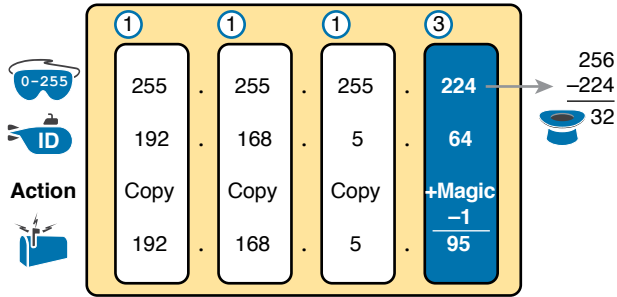 1 1 1 3
0–255 255 . 255 . 255 . 224 256
–224
ID 192 . 168 . 5 . 64 32
Action Copy Copy Copy +Magic
–1
192 . 168 . 5 . 95